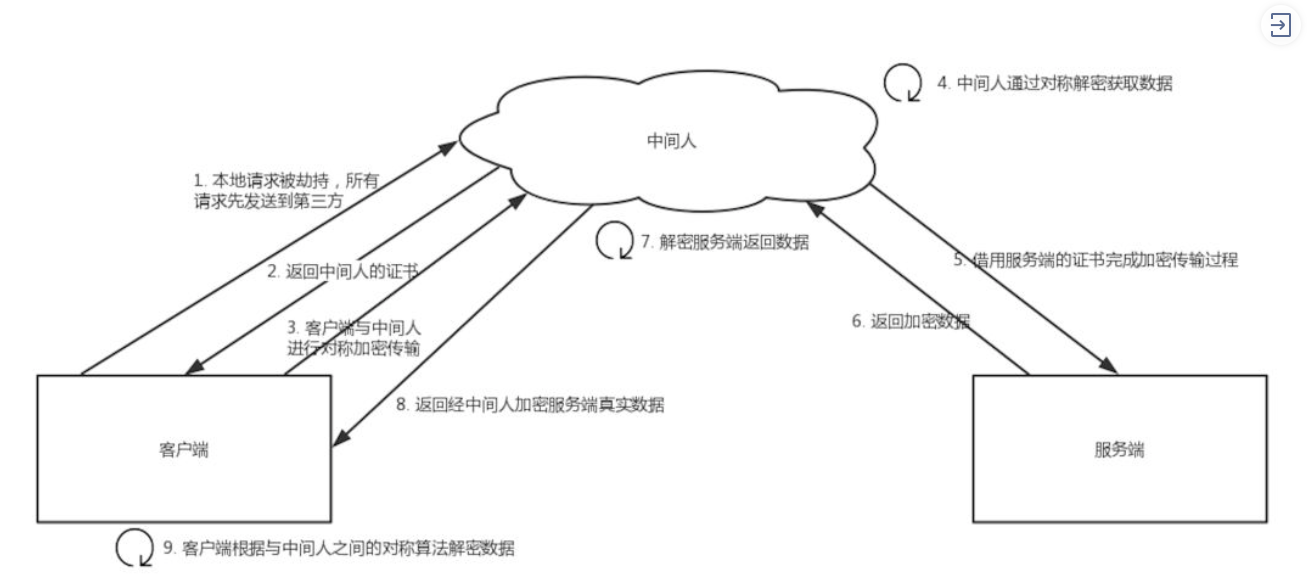 4. 中间人通过对称解密获取数据
中间人
1. 本地请求被劫持，所有
请求先发送到第三方
7. 解密服务端返回数据
2. 返回中间人的证书
5. 借用服务端的证书完成加密传输过程
3. 客户端与中间人
进行对称加密传输
6. 返回加密数据
8. 返回经中间人加密服务端真实数据
客户端
服务端
9. 客户端根据与中间人之间的对称算法解密数据